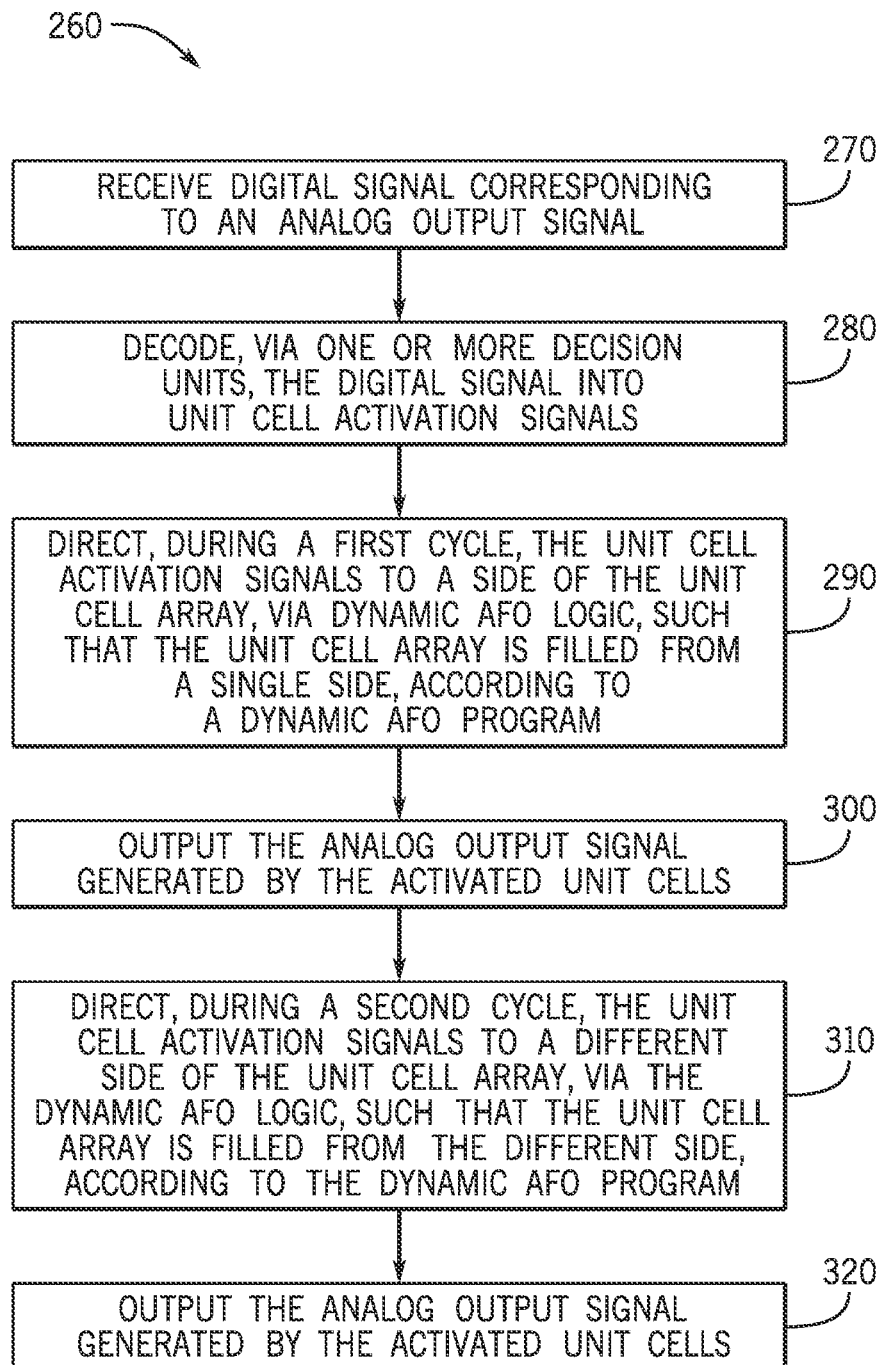 260
270
RECEIVE DIGITAL SIGNAL CORRESPONDING
TO AN ANALOG OUTPUT SIGNAL
280
DECODE, VIA ONE OR MORE DECISION
UNITS, THE DIGITAL SIGNAL INTO
UNIT CELL ACTIVATION SIGNALS
290
DIRECT, DURING A FIRST CYCLE, THE UNIT CELL
ACTIVATION SIGNALS TO A SIDE OF THE UNIT
CELL ARRAY, VIA DYNAMIC AFO LOGIC, SUCH
THAT THE UNIT CELL ARRAY IS FILLED FROM
A SINGLE SIDE, ACCORDING TO
A DYNAMIC AFO PROGRAM
300
OUTPUT THE ANALOG OUTPUT SIGNAL
GENERATED BY THE ACTIVATED UNIT CELLS
310
DIRECT, DURING A SECOND CYCLE, THE UNIT
CELL ACTIVATION SIGNALS TO A DIFFERENT
SIDE OF THE UNIT CELL ARRAY, VIA THE
DYNAMIC AFO LOGIC, SUCH THAT THE UNIT CELL
ARRAY IS FILLED FROM THE DIFFERENT SIDE,
ACCORDING TO THE DYNAMIC AFO PROGRAM
320
OUTPUT THE ANALOG OUTPUT SIGNAL
GENERATED BY THE ACTIVATED UNIT CELLS